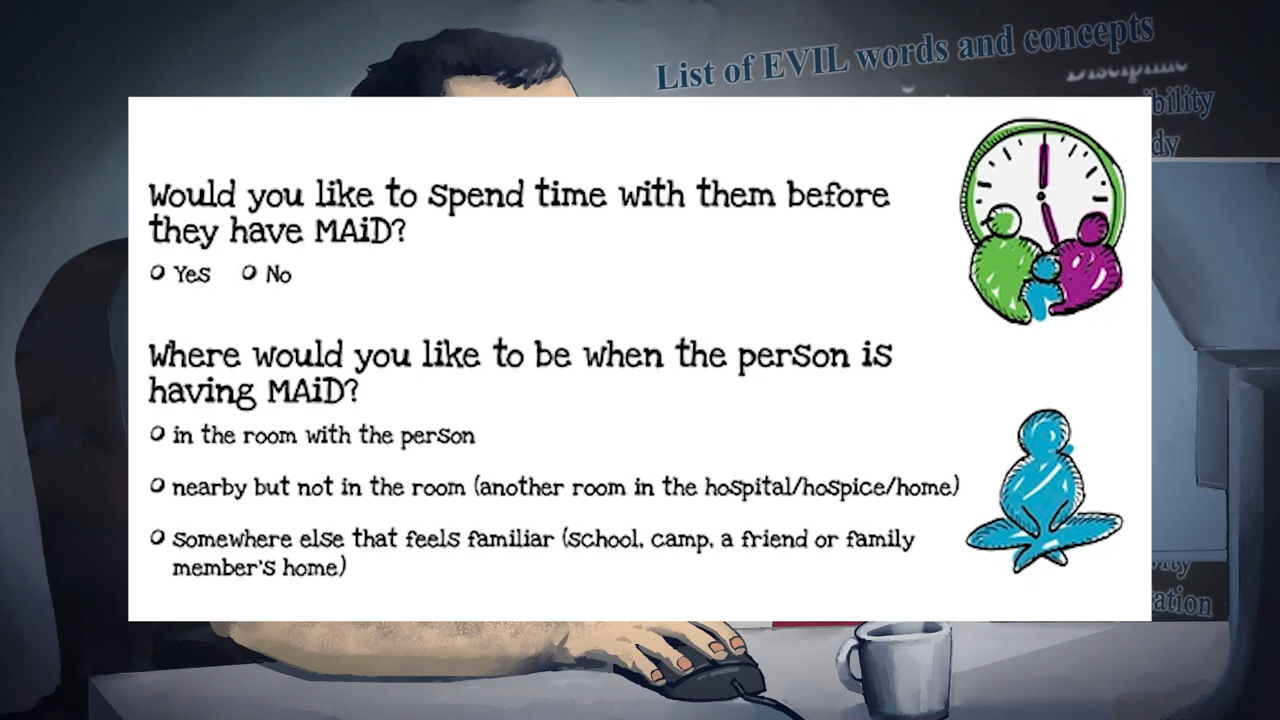 List of EVIL words and concepts
Would you like to spend time with them before
they have MAiD?
Yes No
Where would you like to be when the person is
having MAiD?
in the room with the person
nearby but not in the room (another room in the hospital/hospice/home)
somewhere else that feels familiar (school, camp, a friend or family
member's home)